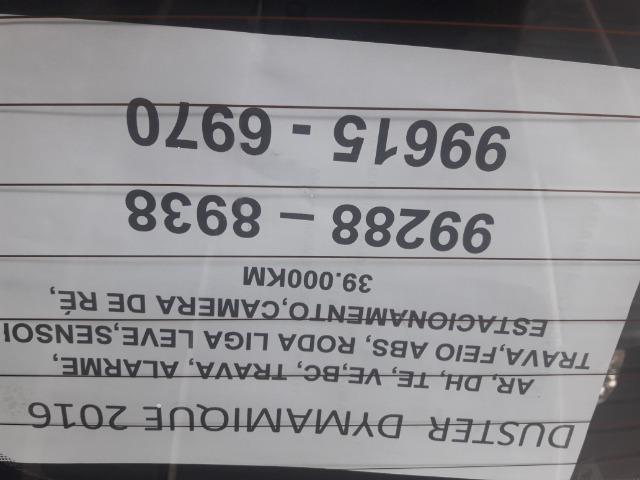 DUSTER DYMAMIQUE 2016
AR, DH, TE, VE,BC, TRAVA, ALARME,
TRAVA,FEIO ABS, RODA LIGA LEVE,SENSOR
ESTACIONAMENTO,CAMERA DE RÉ,
39.000KM
99288 – 8938
99615 - 6970